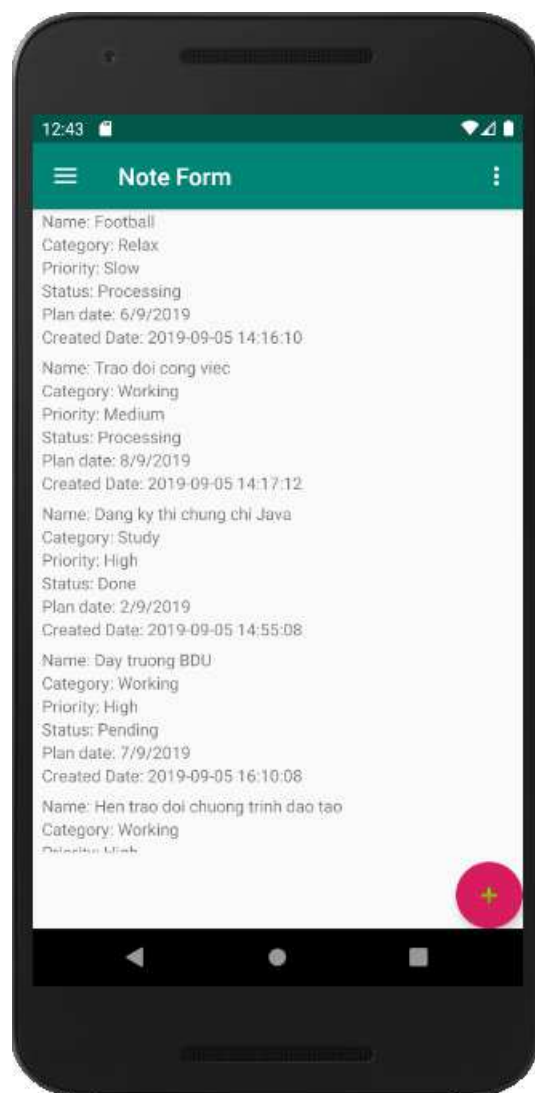 12:43
Note Form
Name: Football
Category: Relax
Priority: Slow
Status: Processing
Plan date: 6/9/2019
Created Date: 2019-09-05 14:16:10
Name: Trao doi cong viec
Category: Working
Priority: Medium
Status: Processing
Plan date: 8/9/2019
Created Date: 2019-09-05 14:17:12
Name: Dang ky thi chung chi Java
Category: Study
Priority: High
Status: Done
Plan date: 2/9/2019
Created Date: 2019-09-05 14:55:08
Name: Day truong BDU
Category: Working
Priority: High
Status: Pending
Plan date: 7/9/2019
Created Date: 2019-09-05 16:10:08
Name: Hen trao doi chuong trinh dao tao
Category: Working
Priority: High